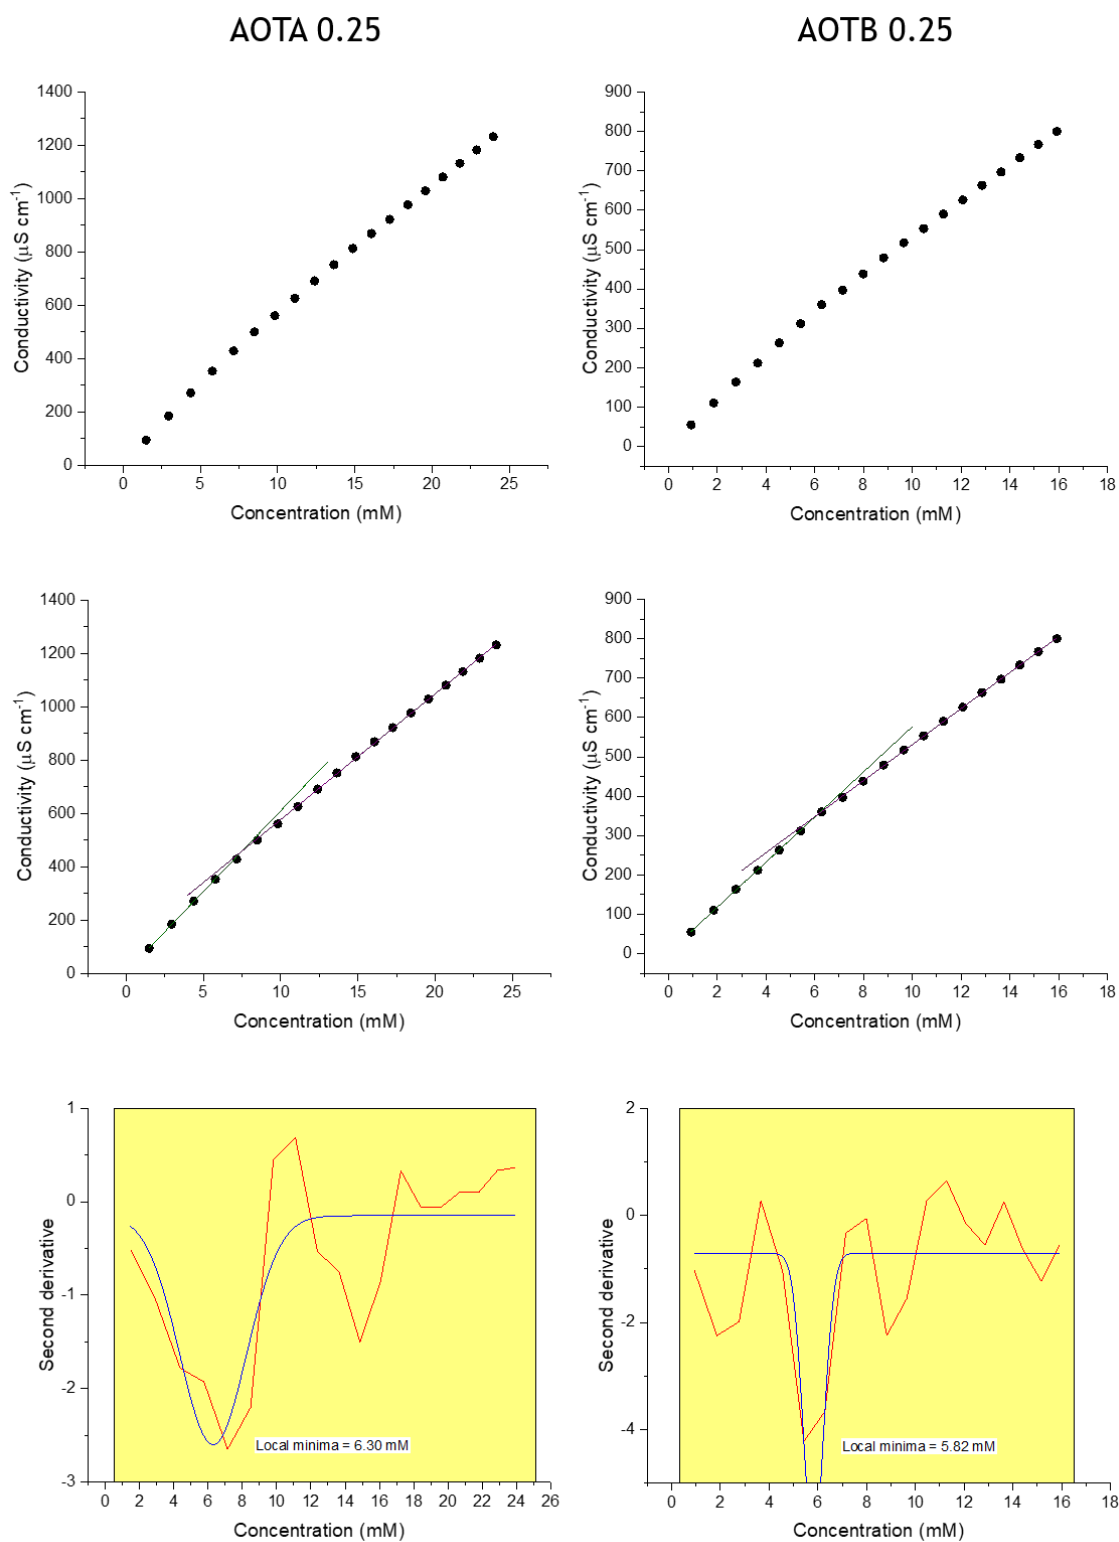 AOTA 0.25
AOTB 0.25
1400
1200
1000
800
600
400
200
0
Conductivity (μS cm⁻¹)
0 5 10 15 20 25
Concentration (mM)
900
800
700
600
500
400
300
200
100
0
Conductivity (μS cm⁻¹)
0 2 4 6 8 10 12 14 16 18
Concentration (mM)
1400
1200
1000
800
600
400
200
0
Conductivity (μS cm⁻¹)
0 5 10 15 20 25
Concentration (mM)
900
800
700
600
500
400
300
200
100
0
Conductivity (μS cm⁻¹)
0 2 4 6 8 10 12 14 16 18
Concentration (mM)
1
0
-1
-2
-3
Second derivative
Local minima = 6.30 mM
0 2 4 6 8 10 12 14 16 18 20 22 24 26
Concentration (mM)
2
0
-2
-4
Second derivative
Local minima = 5.82 mM
0 2 4 6 8 10 12 14 16 18
Concentration (mM)